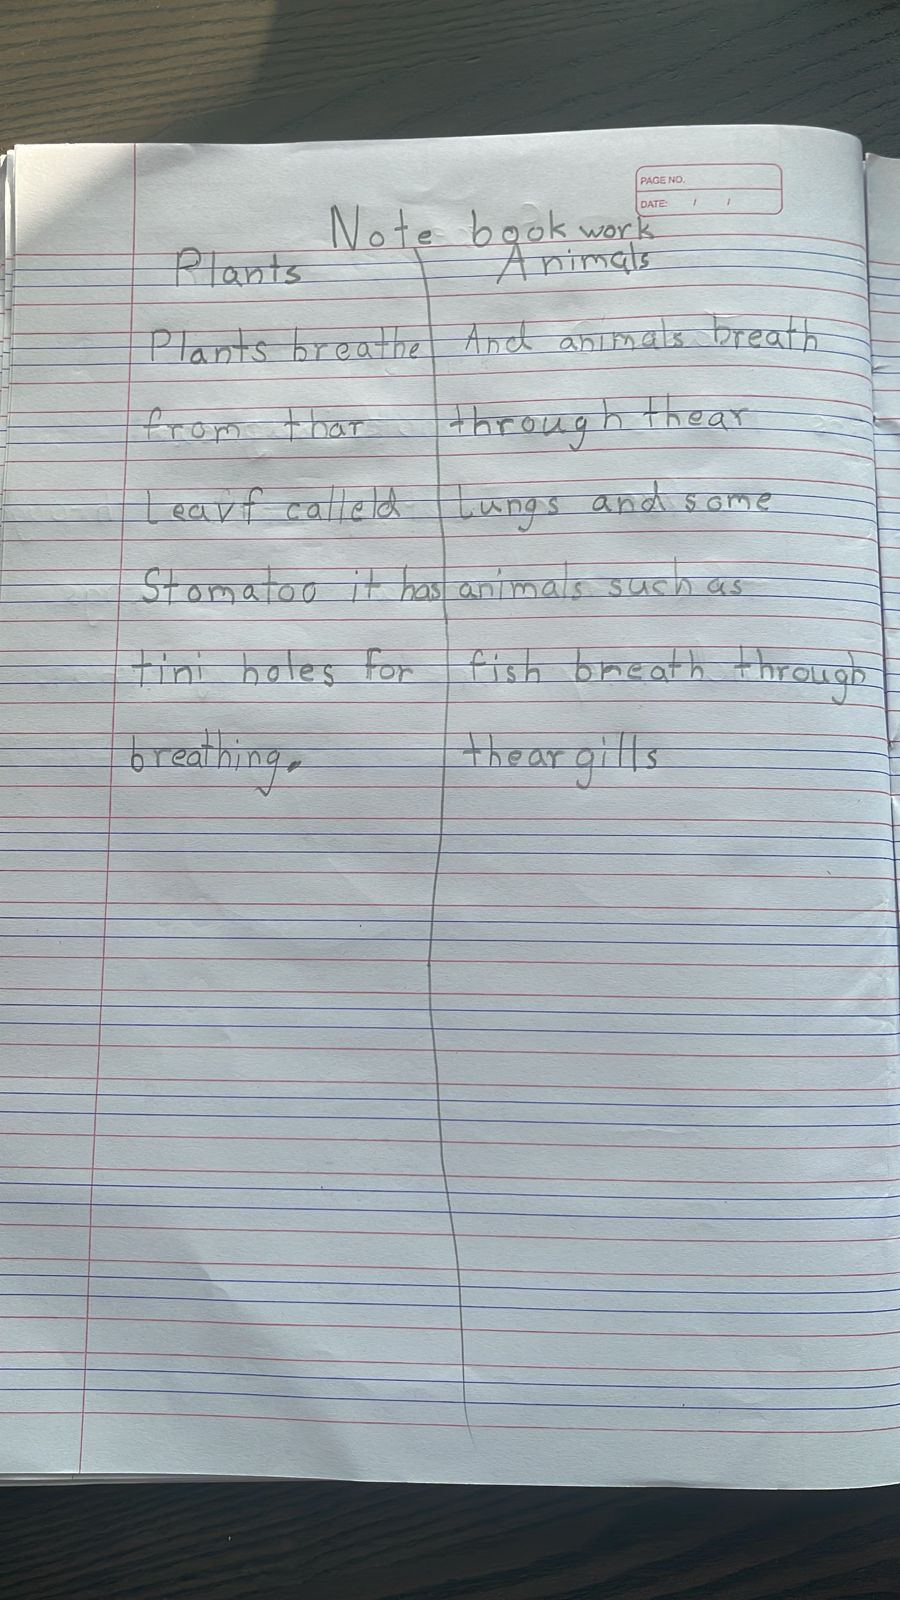 PAGE NO.
DATE: / /
Note book work
Plants
Plants breathe
from thar
Leavf calleld
Stomatoo it has
tini holes for
breathing.
Animals
And animals breath
through thear
lungs and some
animals such as
fish breath through
thear gills